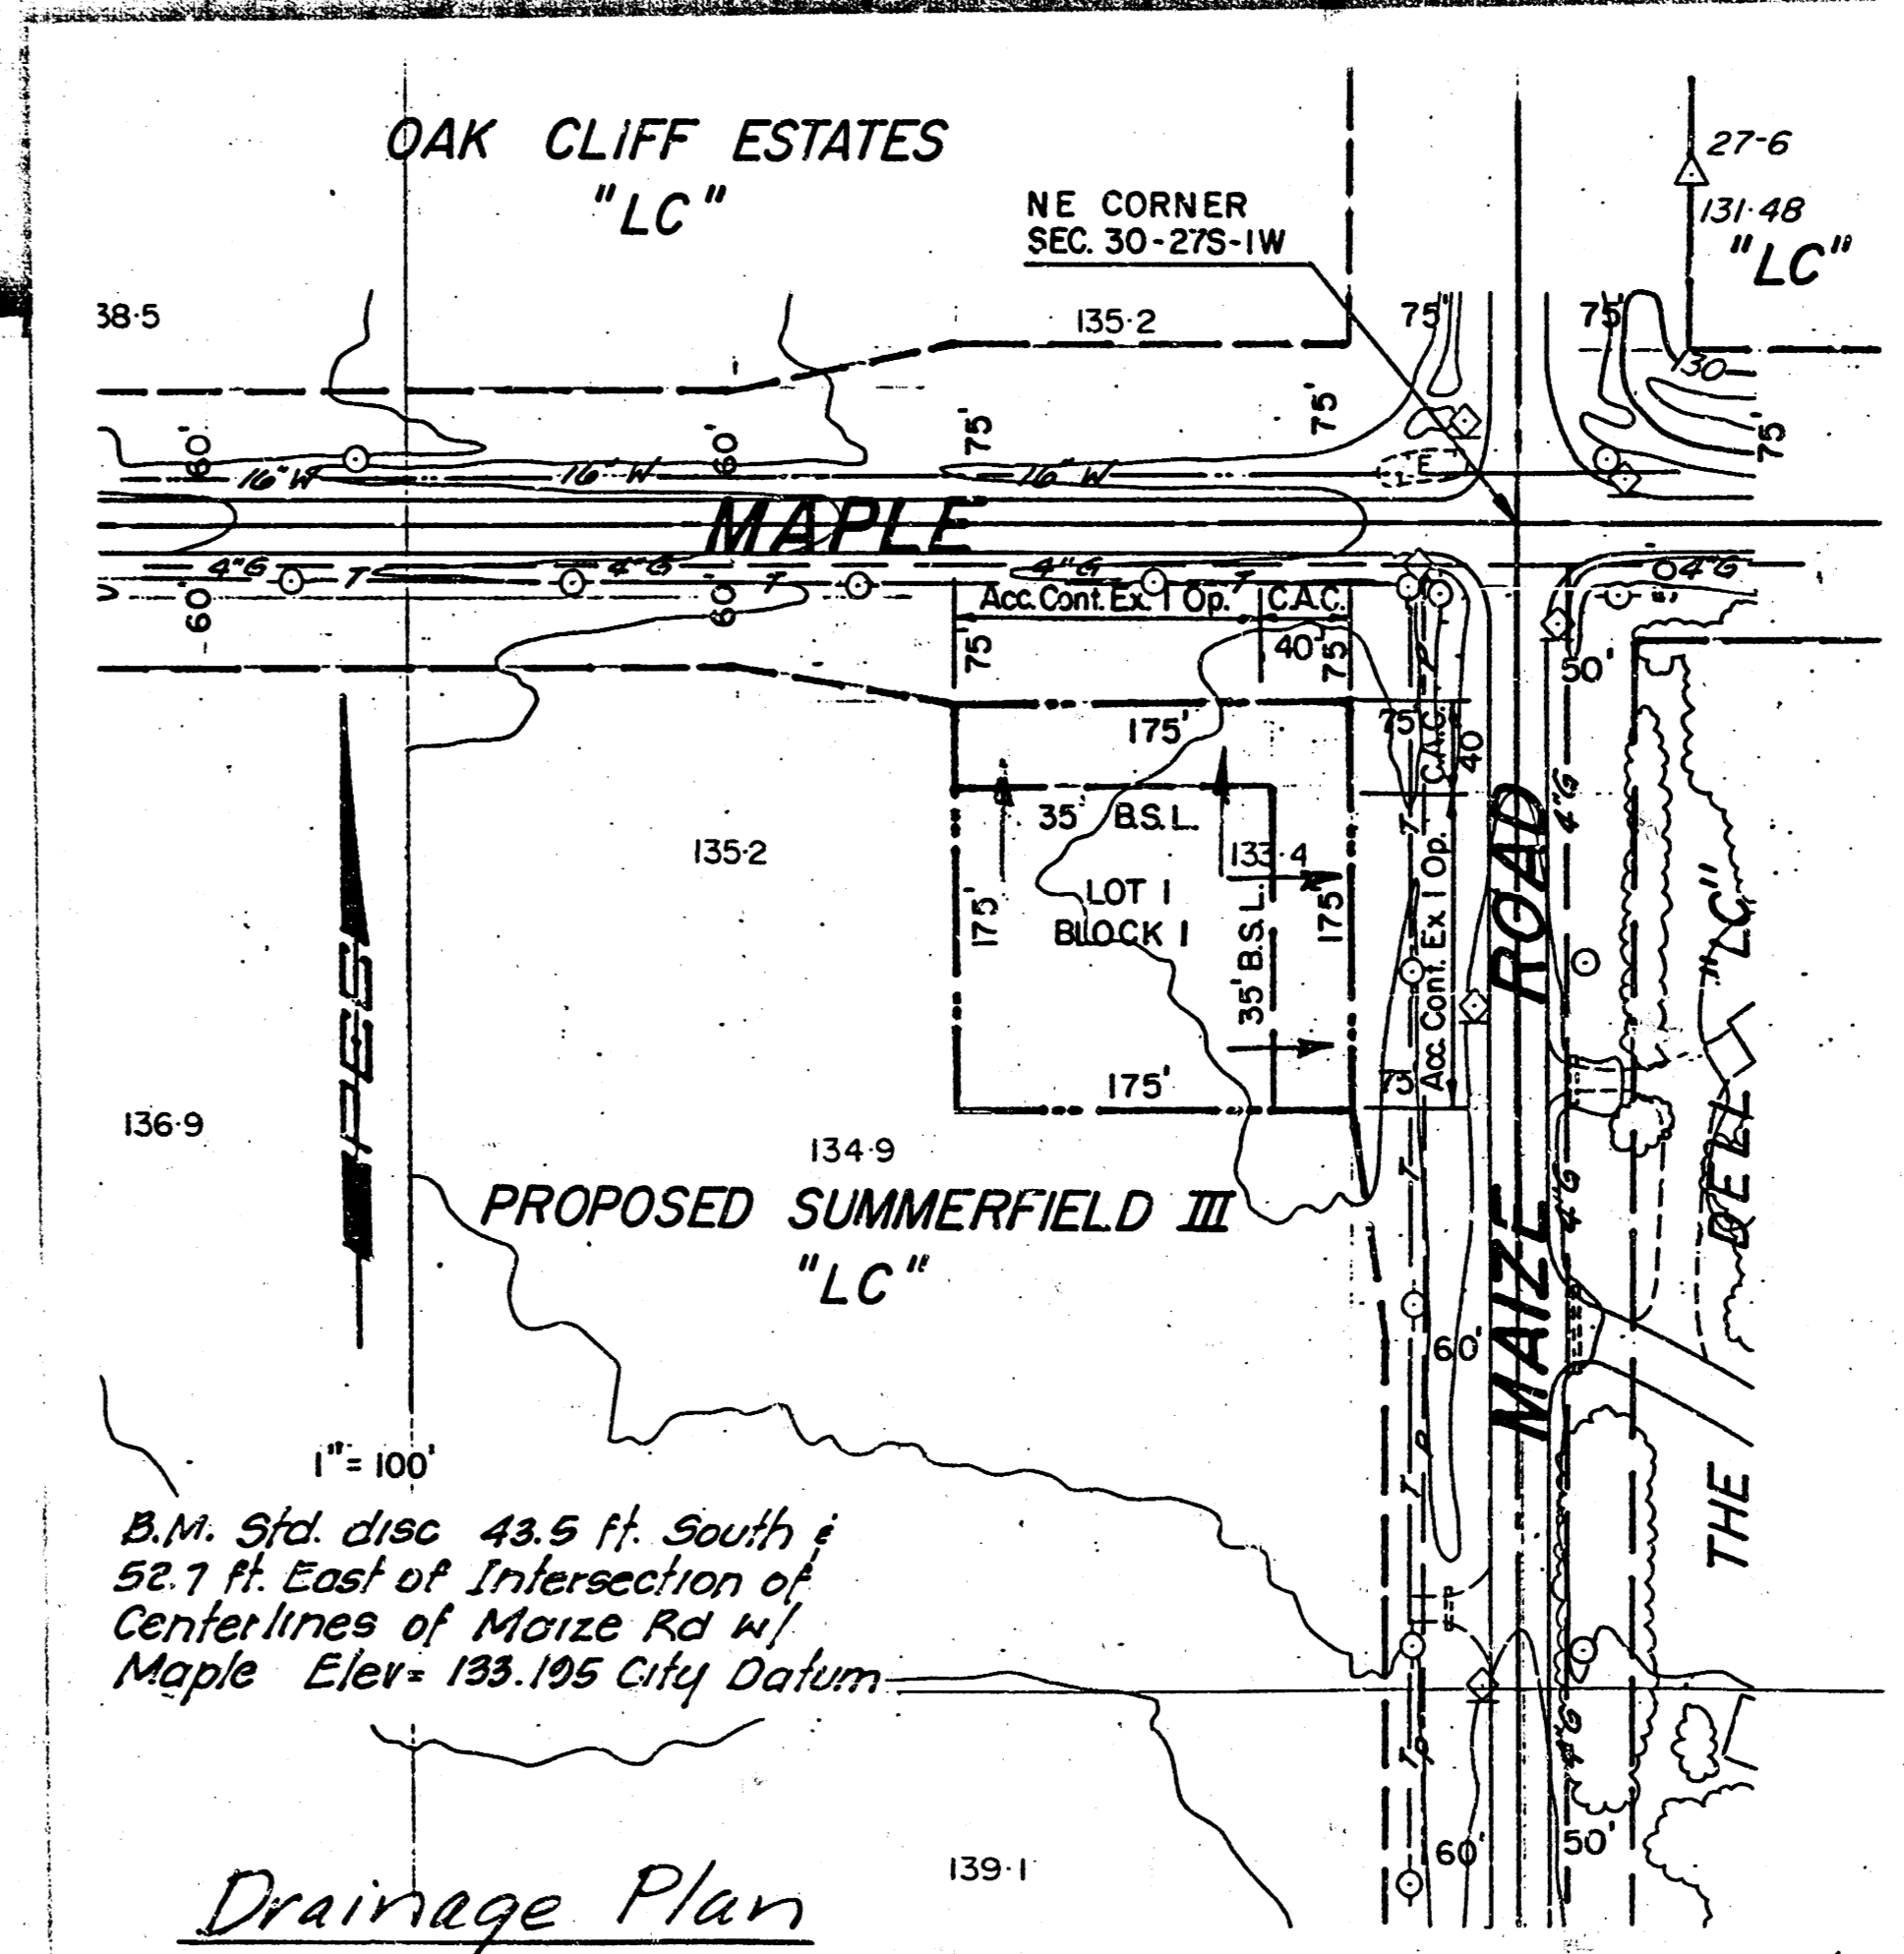 OAK CLIFF ESTATES
"LC"
NE CORNER
SEC. 30-27S-1W
27-6
131.48
"LC"
38.5
135.2
75'
75'
130
60'
60'
75'
75'
75'
16" W
16" W
16" W
E
MAPLE
4"G
T
4"G
T
4"G
T
4"G
60'
60'
Acc. Cont. Ex. 1 Op.
C.A.C.
75'
40'
75'
50'
175'
75'
C.A.C.
40
35' B.S.L.
135.2
133.4
LOT 1
BLOCK 1
175'
35' B.S.L.
175'
Acc. Cont. Ex 1 Op.
4"G
MAIZE ROAD
THE DELL "LC"
175'
75'
136.9
134.9
4"G
PROPOSED SUMMERFIELD III
"LC"
60'
1" = 100'
B.M. Std. disc 43.5 ft. South &
52.7 ft. East of Intersection of
Centerlines of Maize Rd w/
Maple Elev= 133.195 City Datum
4"G
139.1
60'
50'
Drainage Plan